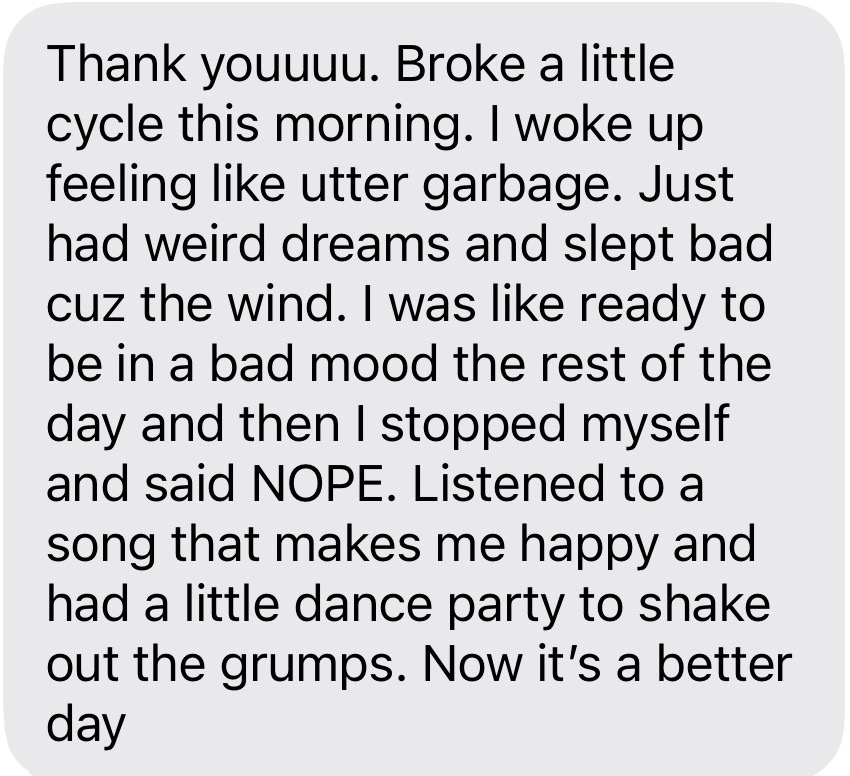 Thank youuuu. Broke a little
cycle this morning. I woke up
feeling like utter garbage. Just
had weird dreams and slept bad
cuz the wind. I was like ready to
be in a bad mood the rest of the
day and then I stopped myself
and said NOPE. Listened to a
song that makes me happy and
had a little dance party to shake
out the grumps. Now it’s a better
day